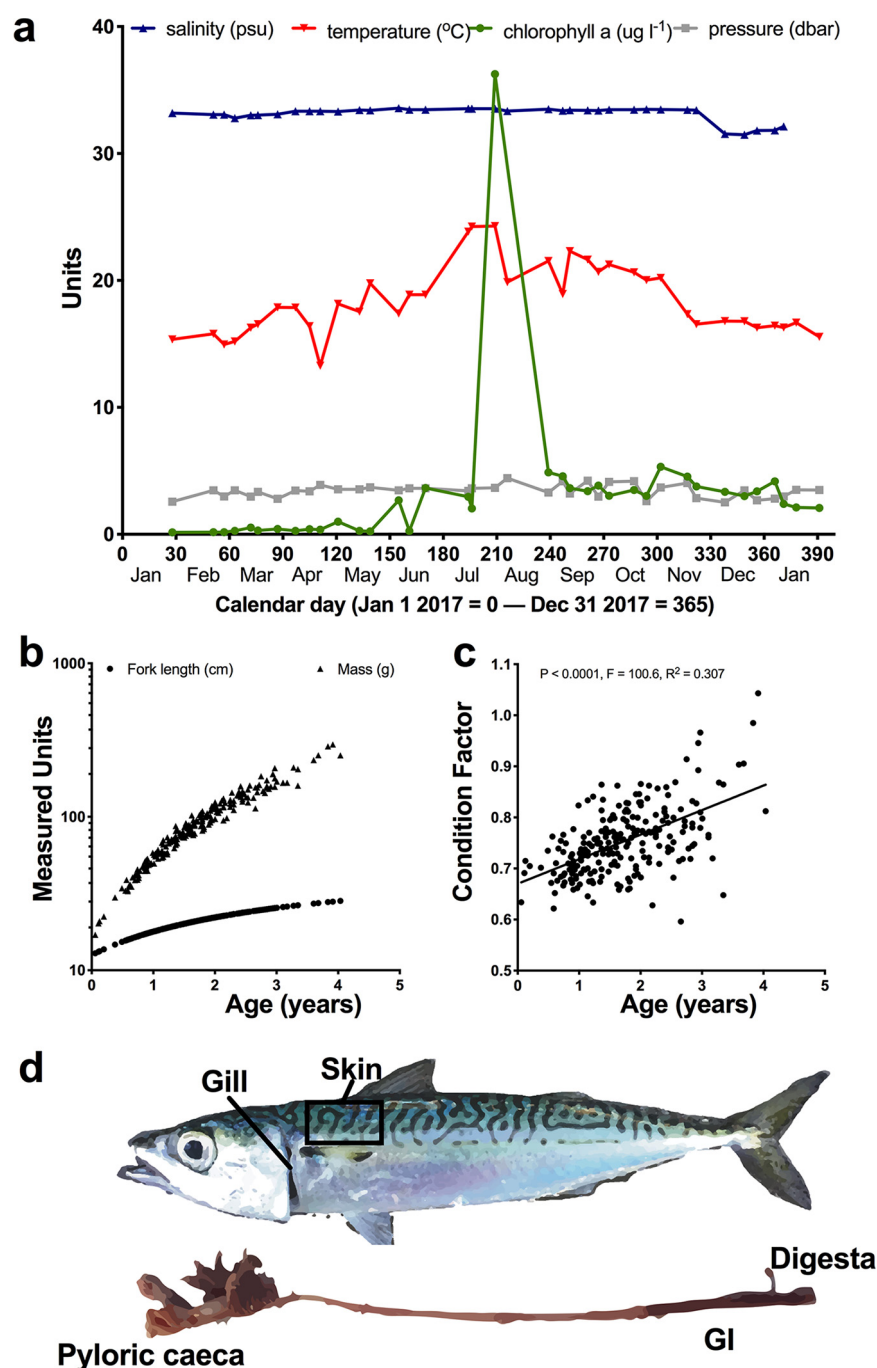 a
salinity (psu) temperature (ºC) chlorophyll a (ug l⁻¹) pressure (dbar)
Units
40
30
20
10
0
0 30 60 90 120 150 180 210 240 270 300 330 360 390
Jan Feb Mar Apr May Jun Jul Aug Sep Oct Nov Dec Jan
Calendar day (Jan 1 2017 = 0 — Dec 31 2017 = 365)
b
Fork length (cm) Mass (g)
Measured Units
1000
100
10
0 1 2 3 4 5
Age (years)
c
P < 0.0001, F = 100.6, R² = 0.307
Condition Factor
1.1
1.0
0.9
0.8
0.7
0.6
0.5
0 1 2 3 4 5
Age (years)
d
Skin
Gill
Digesta
GI
Pyloric caeca